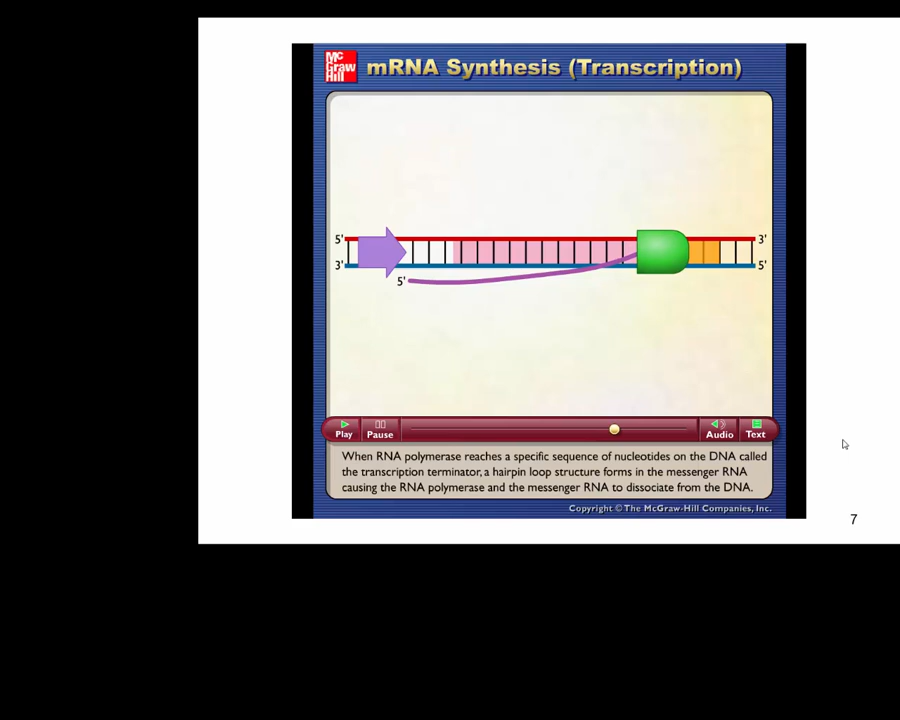 Mc
Graw
Hill
mRNA Synthesis (Transcription)
5' 3'
3' 5'
5'
Play Pause Audio Text
When RNA polymerase reaches a specific sequence of nucleotides on the DNA called
the transcription terminator, a hairpin loop structure forms in the messenger RNA
causing the RNA polymerase and the messenger RNA to dissociate from the DNA.
Copyright © The McGraw-Hill Companies, Inc.
7